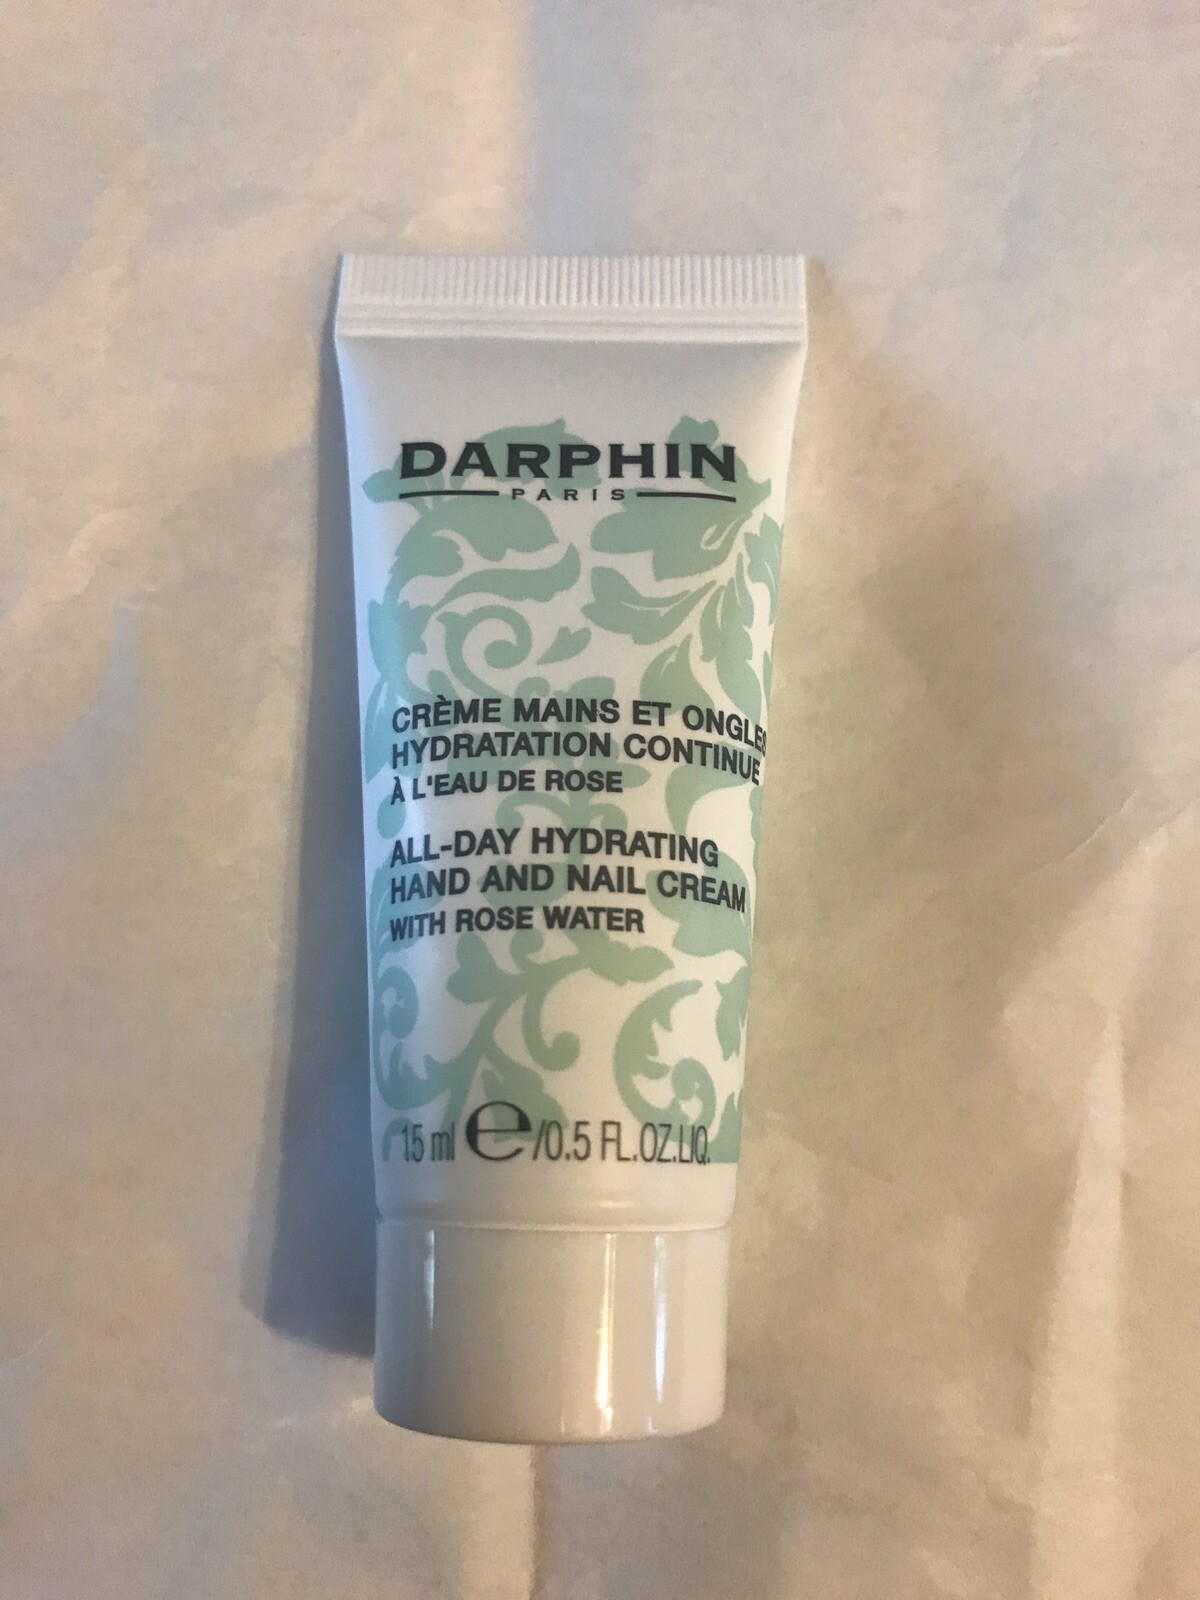 DARPHIN
PARIS
CRÈME MAINS ET ONGLES
HYDRATATION CONTINUE
À L'EAU DE ROSE
ALL-DAY HYDRATING
HAND AND NAIL CREAM
WITH ROSE WATER
15 ml ℮/0.5 FL.OZ.LIQ.